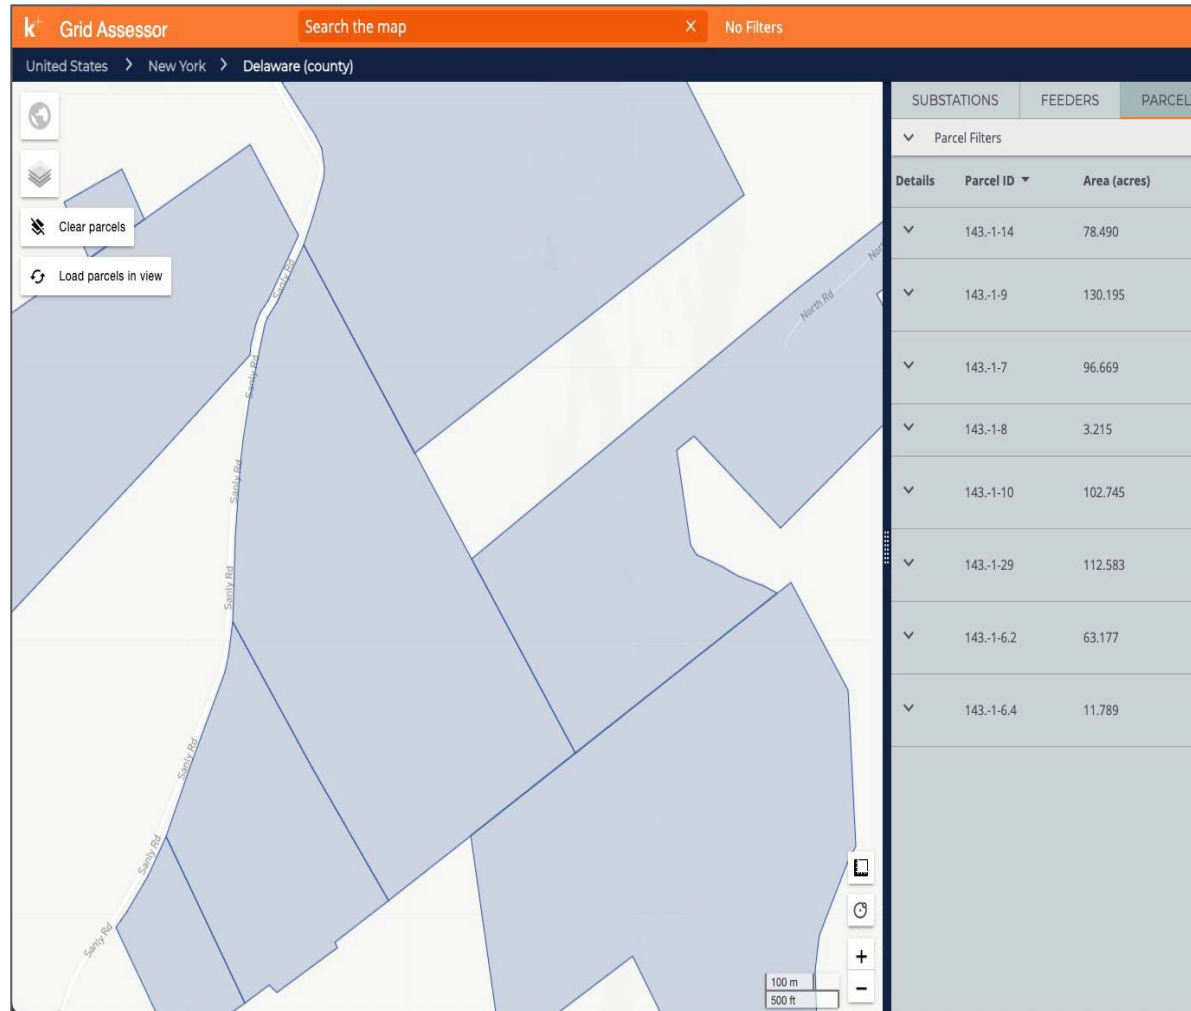 k+ Grid Assessor
Search the map
X
No Filters
United States > New York > Delaware (county)
SUBSTATIONS
FEEDERS
PARCEL
Parcel Filters
Clear parcels
Load parcels in view
Details Parcel ID Area (acres)
143.-1-14 78.490
143.-1-9 130.195
143.-1-7 96.669
143.-1-8 3.215
143.-1-10 102.745
143.-1-29 112.583
143.-1-6.2 63.177
143.-1-6.4 11.789
North Rd
Sanly Rd
Sanly Rd
Sanly Rd
Sanly Rd
Sanly Rd
Sanly Rd
Sanly Rd
+
−
100 m
500 ft